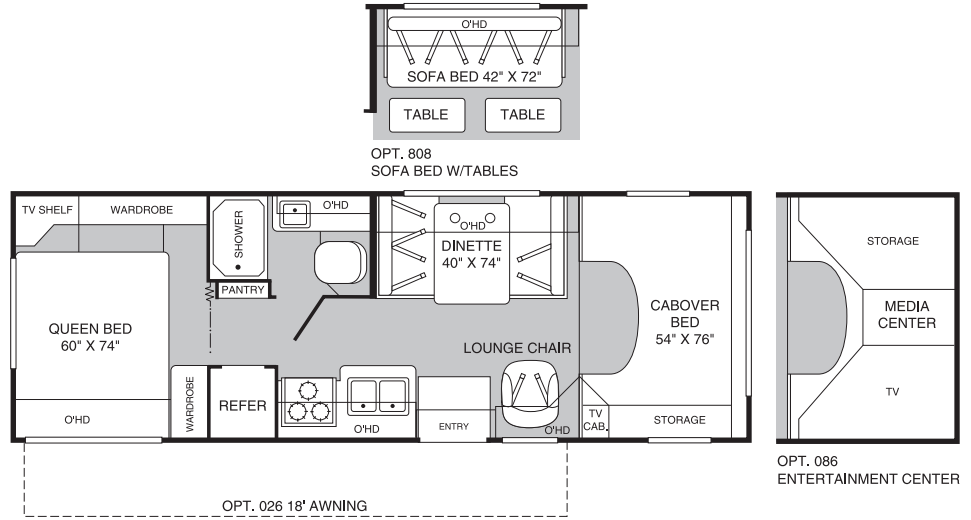 O'HD
SOFA BED 42" X 72"
TABLE
TABLE
OPT. 808
SOFA BED W/TABLES
TV SHELF
WARDROBE
SHOWER
O'HD
O'HD
DINETTE
40" X 74"
PANTRY
QUEEN BED
60" X 74"
CABOVER
BED
54" X 76"
LOUNGE CHAIR
WARDROBE
REFER
O'HD
O'HD
ENTRY
O'HD
TV
CAB.
STORAGE
STORAGE
MEDIA
CENTER
TV
OPT. 086
ENTERTAINMENT CENTER
OPT. 026 18' AWNING